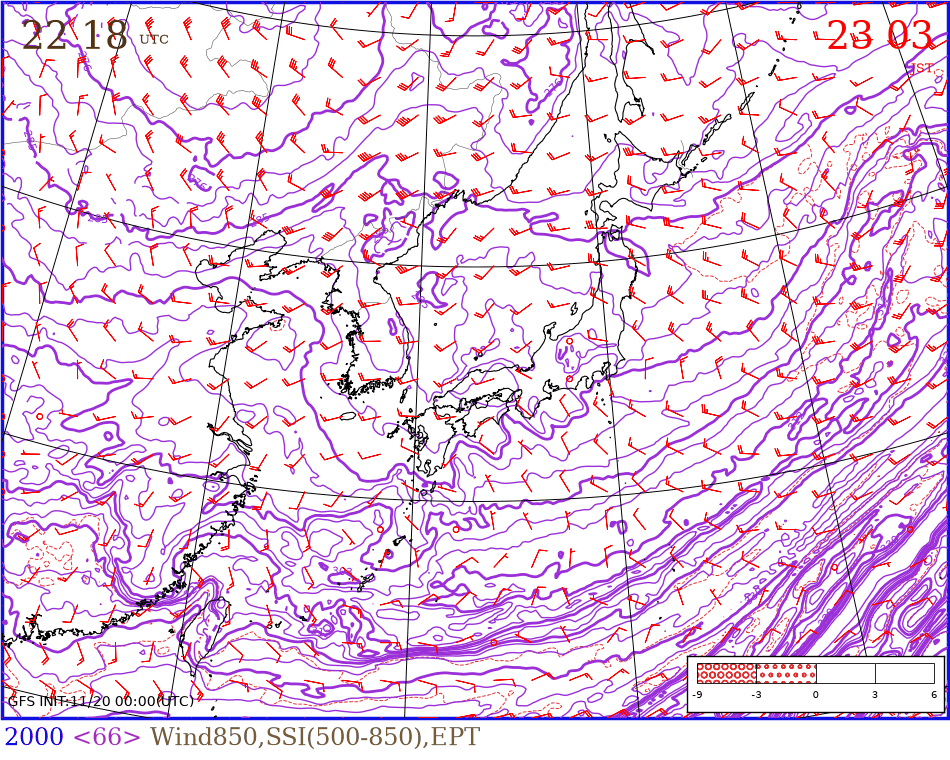 22 18 UTC
23 03
JST
GFS INIT:11/20 00:00(UTC)
-9 -3 0 3 6
2000 <66> Wind850,SSI(500-850),EPT